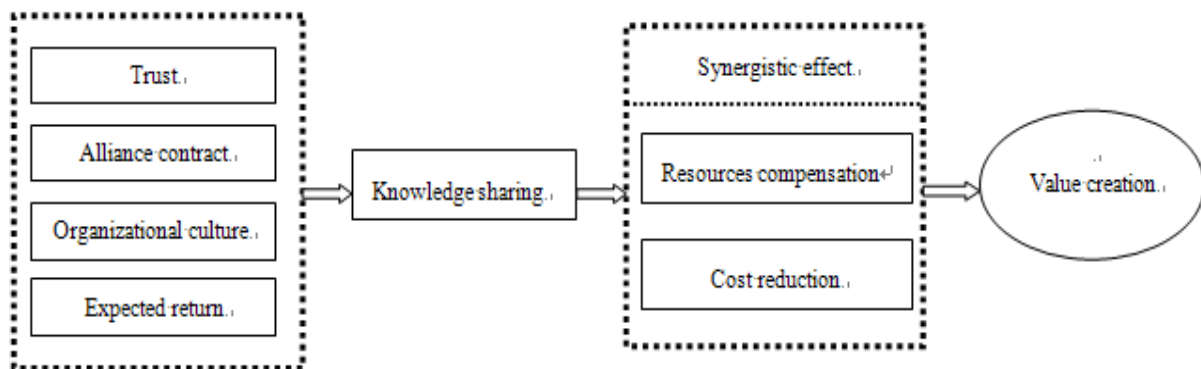 Trust
Alliance contract
Organizational culture
Expected return
Knowledge sharing
Synergistic effect
Resources compensation
Cost reduction
Value creation